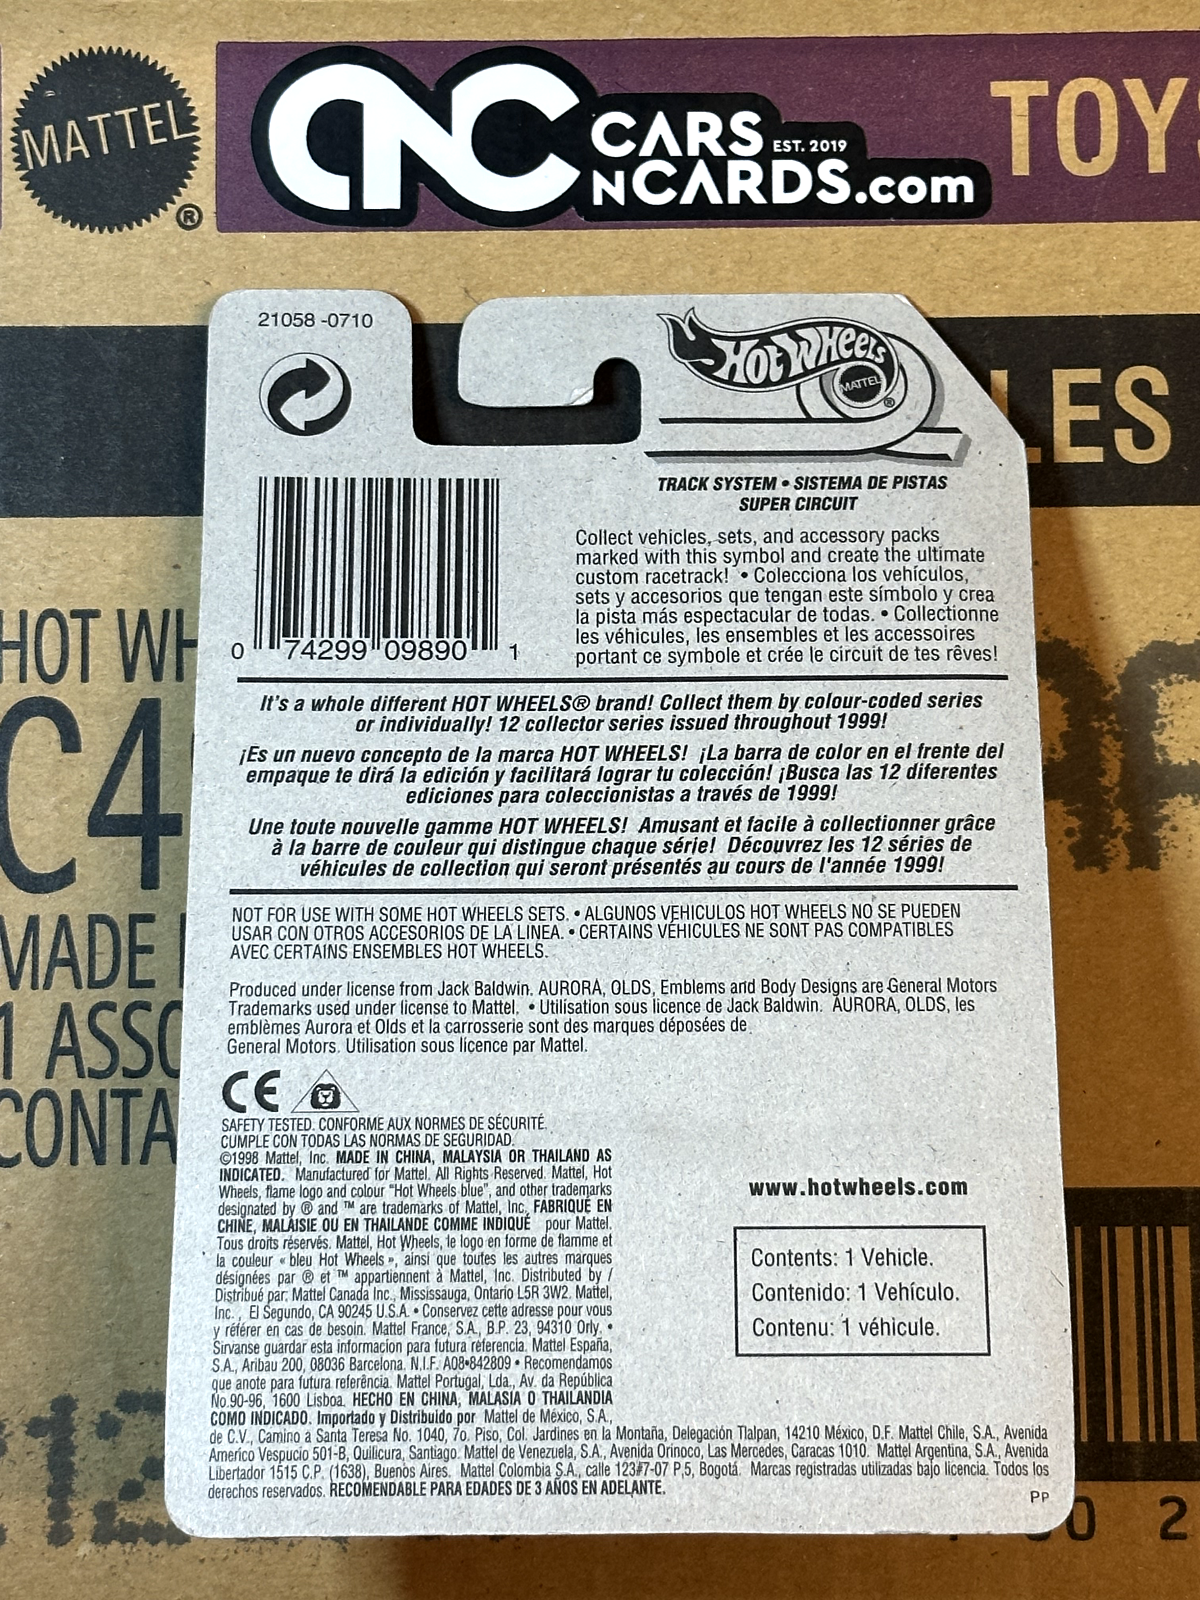 MATTEL
®
CNC CARS EST. 2019
NCARDS.com
TOYS
21058 -0710
Hot Wheels
MATTEL
®
LES
TRACK SYSTEM • SISTEMA DE PISTAS
SUPER CIRCUIT
Collect vehicles, sets, and accessory packs
marked with this symbol and create the ultimate
custom racetrack! • Colecciona los vehículos,
sets y accesorios que tengan este símbolo y crea
la pista más espectacular de todas. • Collectionne
les véhicules, les ensembles et les accessoires
portant ce symbole et crée le circuit de tes rêves!
0 74299 09890 1
It's a whole different HOT WHEELS® brand! Collect them by colour-coded series
or individually! 12 collector series issued throughout 1999!
¡Es un nuevo concepto de la marca HOT WHEELS! ¡La barra de color en el frente del
empaque te dirá la edición y facilitará lograr tu colección! ¡Busca las 12 diferentes
ediciones para coleccionistas a través de 1999!
Une toute nouvelle gamme HOT WHEELS! Amusant et facile à collectionner grâce
à la barre de couleur qui distingue chaque série! Découvrez les 12 séries de
véhicules de collection qui seront présentés au cours de l'année 1999!
NOT FOR USE WITH SOME HOT WHEELS SETS. • ALGUNOS VEHICULOS HOT WHEELS NO SE PUEDEN
USAR CON OTROS ACCESORIOS DE LA LINEA. • CERTAINS VÉHICULES NE SONT PAS COMPATIBLES
AVEC CERTAINS ENSEMBLES HOT WHEELS.
Produced under license from Jack Baldwin. AURORA, OLDS, Emblems and Body Designs are General Motors
Trademarks used under license to Mattel. • Utilisation sous licence de Jack Baldwin. AURORA, OLDS, les
emblèmes Aurora et Olds et la carrosserie sont des marques déposées de
General Motors. Utilisation sous licence par Mattel.
CE
SAFETY TESTED. CONFORME AUX NORMES DE SÉCURITÉ.
CUMPLE CON TODAS LAS NORMAS DE SEGURIDAD.
©1998 Mattel, Inc. MADE IN CHINA, MALAYSIA OR THAILAND AS
INDICATED. Manufactured for Mattel. All Rights Reserved. Mattel, Hot
Wheels, flame logo and colour "Hot Wheels blue", and other trademarks
designated by ® and ™ are trademarks of Mattel, Inc. FABRIQUÉ EN
CHINE, MALAISIE OU EN THAILANDE COMME INDIQUÉ pour Mattel.
Tous droits réservés. Mattel, Hot Wheels, le logo en forme de flamme et
la couleur « bleu Hot Wheels », ainsi que toutes les autres marques
désignées par ® et ™ appartiennent à Mattel, Inc. Distributed by /
Distribué par: Mattel Canada Inc., Mississauga, Ontario L5R 3W2. Mattel,
Inc., El Segundo, CA 90245 U.S.A. • Conservez cette adresse pour vous
y référer en cas de besoin. Mattel France, S.A., B.P. 23, 94310 Orly. •
Sirvanse guardar esta informacion para futura referencia. Mattel España,
S.A., Aribau 200, 08036 Barcelona. N.I.F. A08•842809 • Recomendamos
que anote para futura referência. Mattel Portugal, Lda., Av. da República
No.90-96, 1600 Lisboa. HECHO EN CHINA, MALASIA O THAILANDIA
COMO INDICADO. Importado y Distribuido por Mattel de México, S.A.,
de C.V., Camino a Santa Teresa No. 1040, 7o. Piso, Col. Jardines en la Montaña, Delegación Tlalpan, 14210 México, D.F. Mattel Chile, S.A., Avenida
Americo Vespucio 501-B, Quilicura, Santiago. Mattel de Venezuela, S.A., Avenida Orinoco, Las Mercedes, Caracas 1010. Mattel Argentina, S.A., Avenida
Libertador 1515 C.P. (1638), Buenos Aires. Mattel Colombia S.A., calle 123#7-07 P.5, Bogotá. Marcas registradas utilizadas bajo licencia. Todos los
derechos reservados. RECOMENDABLE PARA EDADES DE 3 AÑOS EN ADELANTE.
www.hotwheels.com
Contents: 1 Vehicle.
Contenido: 1 Vehículo.
Contenu: 1 véhicule.
PP
HOT WH
C4
MADE
1 ASSO
CONTA
12
0 2